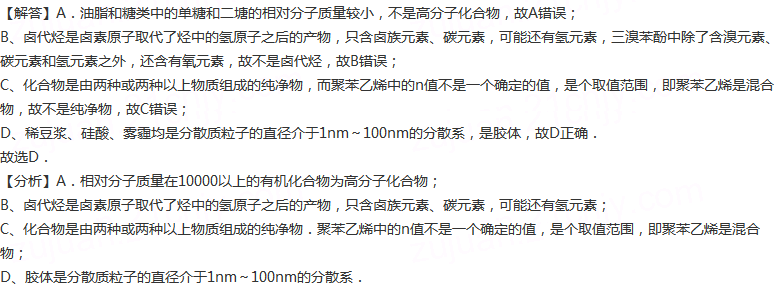 【解答】A．油脂和糖类中的单糖和二塘的相对分子质量较小，不是高分子化合物，故A错误；
B、卤代烃是卤素原子取代了烃中的氢原子之后的产物，只含卤族元素、碳元素，可能还有氢元素，三溴苯酚中除了含溴元素、
碳元素和氢元素之外，还含有氧元素，故不是卤代烃，故B错误；
C、化合物是由两种或两种以上物质组成的纯净物，而聚苯乙烯中的n值不是一个确定的值，是个取值范围，即聚苯乙烯是混合
物，故不是纯净物，故C错误；
D、稀豆浆、硅酸、雾霾均是分散质粒子的直径介于1nm～100nm的分散系，是胶体，故D正确．
故选D．
【分析】A．相对分子质量在10000以上的有机化合物为高分子化合物；
B、卤代烃是卤素原子取代了烃中的氢原子之后的产物，只含卤族元素、碳元素，可能还有氢元素；
C、化合物是由两种或两种以上物质组成的纯净物．聚苯乙烯中的n值不是一个确定的值，是个取值范围，即聚苯乙烯是混合
物；
D、胶体是分散质粒子的直径介于1nm～100nm的分散系．